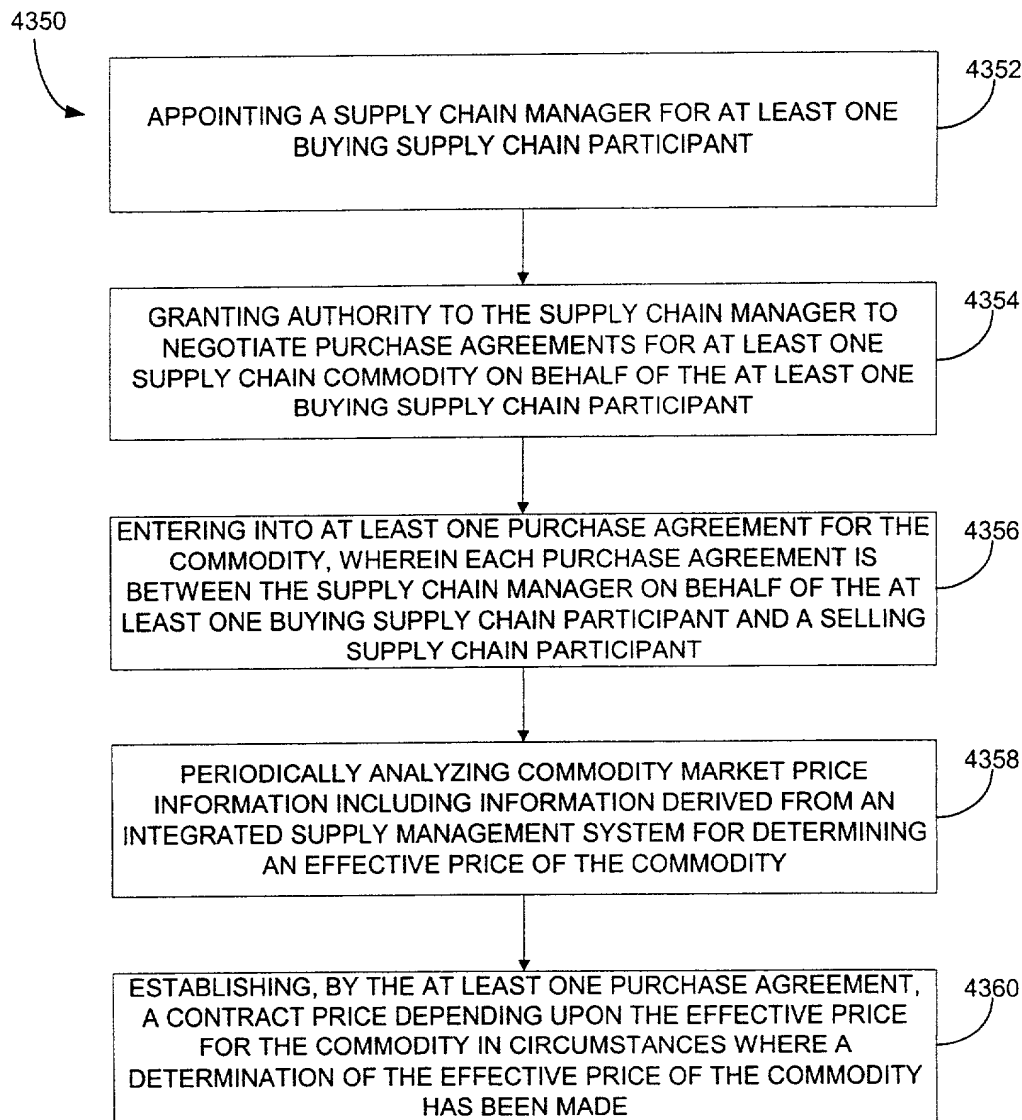 4350
4352
APPOINTING A SUPPLY CHAIN MANAGER FOR AT LEAST ONE
BUYING SUPPLY CHAIN PARTICIPANT
4354
GRANTING AUTHORITY TO THE SUPPLY CHAIN MANAGER TO
NEGOTIATE PURCHASE AGREEMENTS FOR AT LEAST ONE
SUPPLY CHAIN COMMODITY ON BEHALF OF THE AT LEAST ONE
BUYING SUPPLY CHAIN PARTICIPANT
4356
ENTERING INTO AT LEAST ONE PURCHASE AGREEMENT FOR THE
COMMODITY, WHEREIN EACH PURCHASE AGREEMENT IS
BETWEEN THE SUPPLY CHAIN MANAGER ON BEHALF OF THE AT
LEAST ONE BUYING SUPPLY CHAIN PARTICIPANT AND A SELLING
SUPPLY CHAIN PARTICIPANT
4358
PERIODICALLY ANALYZING COMMODITY MARKET PRICE
INFORMATION INCLUDING INFORMATION DERIVED FROM AN
INTEGRATED SUPPLY MANAGEMENT SYSTEM FOR DETERMINING
AN EFFECTIVE PRICE OF THE COMMODITY
4360
ESTABLISHING, BY THE AT LEAST ONE PURCHASE AGREEMENT,
A CONTRACT PRICE DEPENDING UPON THE EFFECTIVE PRICE
FOR THE COMMODITY IN CIRCUMSTANCES WHERE A
DETERMINATION OF THE EFFECTIVE PRICE OF THE COMMODITY
HAS BEEN MADE